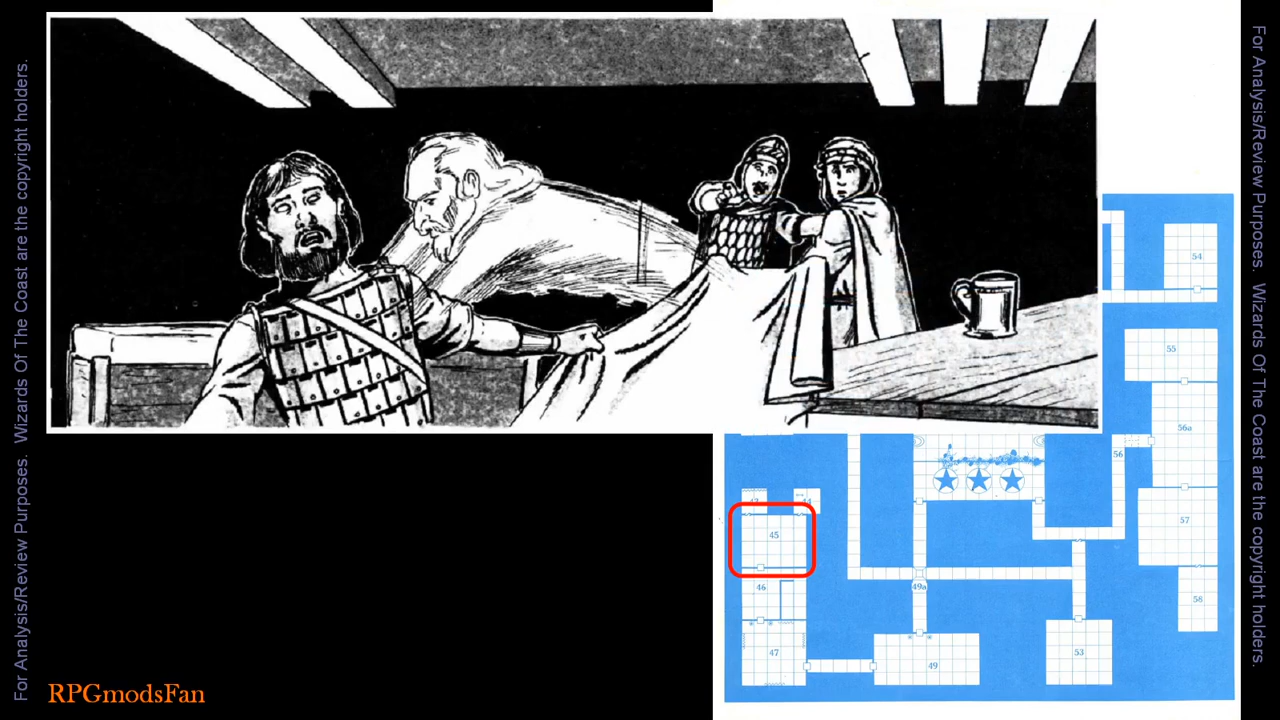 For Analysis/Review Purposes.  Wizards Of The Coast are the copyright holders.
54
55
56a
56
57
58
45
46
49a
47
49
53
RPGmodsFan
For Analysis/Review Purposes.  Wizards Of The Coast are the copyright holders.